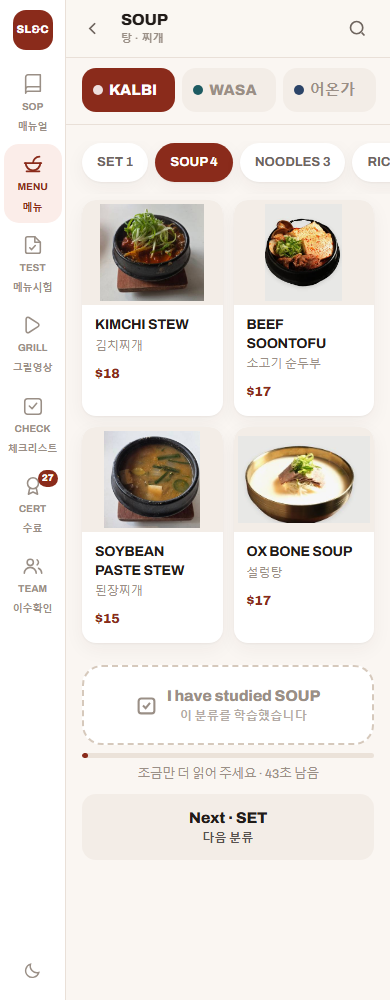 SL&C
SOP
매뉴얼
MENU
메뉴
TEST
메뉴시험
GRILL
그릴영상
CHECK
체크리스트
27
CERT
수료
TEAM
이수확인
SOUP
탕 · 찌개
KALBI
WASA
어온가
SET 1
SOUP 4
NOODLES 3
RIC
KIMCHI STEW
김치찌개
$18
BEEF
SOONTOFU
소고기 순두부
$17
SOYBEAN
PASTE STEW
된장찌개
$15
OX BONE SOUP
설렁탕
$17
I have studied SOUP
이 분류를 학습했습니다
조금만 더 읽어 주세요 · 43초 남음
Next · SET
다음 분류